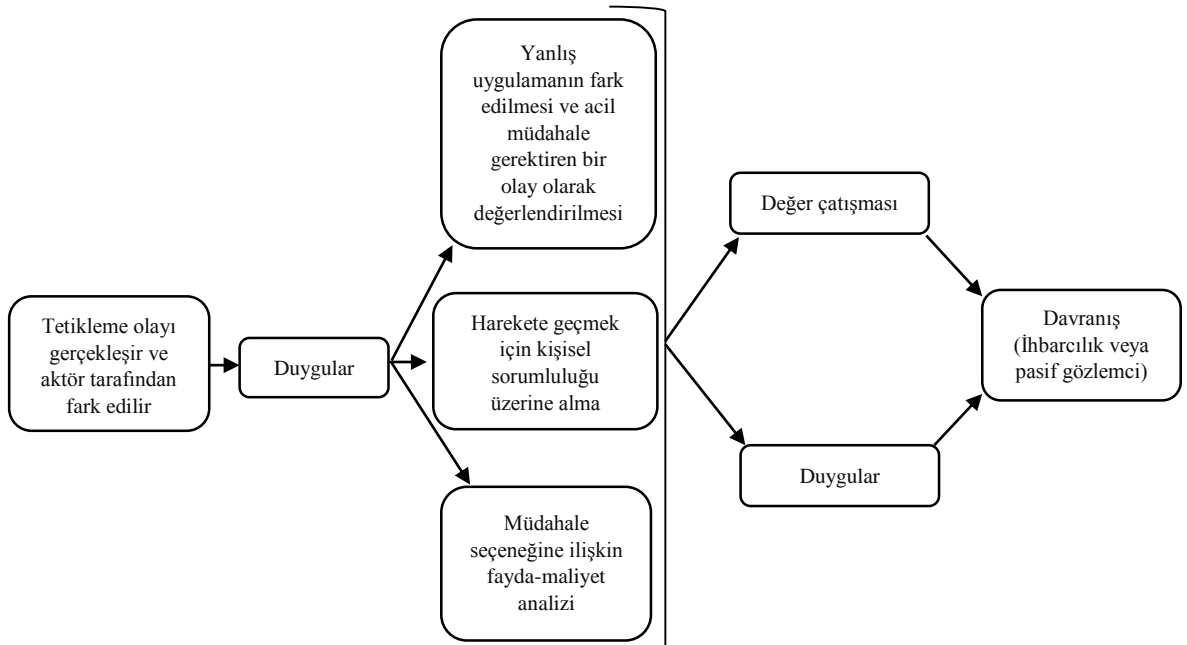 Tetikleme olayı
gerçekleşir ve
aktör tarafından
fark edilir
Duygular
Yanlış
uygulamanın fark
edilmesi ve acil
müdahale
gerektiren bir
olay olarak
değerlendirilmesi
Harekete geçmek
için kişisel
sorumluluğu
üzerine alma
Müdahale
seçeneğine ilişkin
fayda-maliyet
analizi
Değer çatışması
Duygular
Davranış
(İhbarcılık veya
pasif gözlemci)